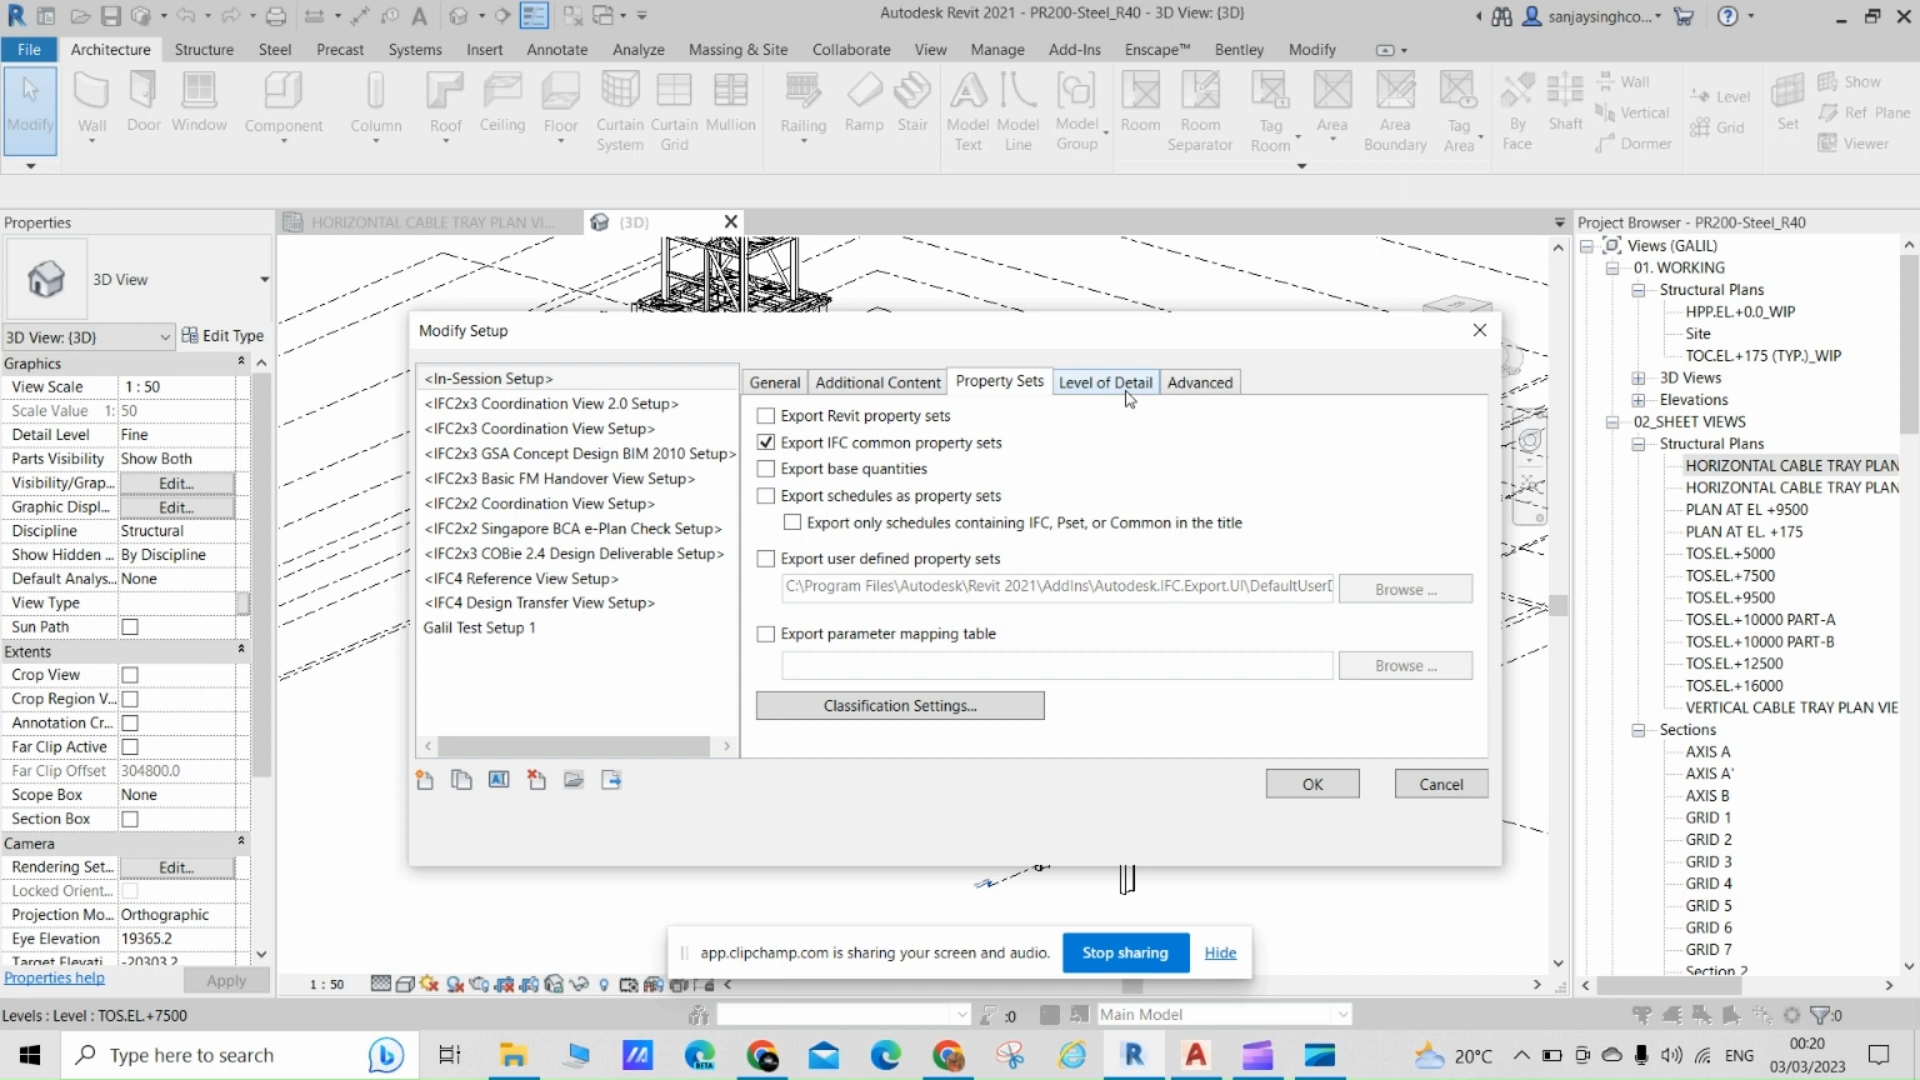 Autodesk Revit 2021 - PR200-Steel_R40 - 3D View: {3D}
sanjaysinghco...
File Architecture Structure Steel Precast Systems Insert Annotate Analyze Massing & Site Collaborate View Manage Add-Ins Enscape™ Bentley Modify
Modify
Wall
Door
Window
Component
Column
Roof
Ceiling
Floor
Curtain System
Curtain Grid
Mullion
Railing
Ramp
Stair
Model Text
Model Line
Model Group
Room
Room Separator
Tag Room
Area
Area Boundary
Tag Area
By Face
Shaft
Wall
Vertical
Dormer
Level
Grid
Set
Show
Ref Plane
Viewer
Properties
3D View
3D View: {3D}
Edit Type
Graphics
View Scale 1 : 50
Scale Value 1: 50
Detail Level Fine
Parts Visibility Show Both
Visibility/Grap... Edit...
Graphic Displ... Edit...
Discipline Structural
Show Hidden ... By Discipline
Default Analys... None
View Type
Sun Path
Extents
Crop View
Crop Region V...
Annotation Cr...
Far Clip Active
Far Clip Offset 304800.0
Scope Box None
Section Box
Camera
Rendering Set... Edit...
Locked Orient...
Projection Mo... Orthographic
Eye Elevation 19365.2
Target Elevati... -20303.2
Properties help
Apply
HORIZONTAL CABLE TRAY PLAN VI...
{3D}
Modify Setup
<In-Session Setup>
<IFC2x3 Coordination View 2.0 Setup>
<IFC2x3 Coordination View Setup>
<IFC2x3 GSA Concept Design BIM 2010 Setup>
<IFC2x3 Basic FM Handover View Setup>
<IFC2x2 Coordination View Setup>
<IFC2x2 Singapore BCA e-Plan Check Setup>
<IFC2x3 COBie 2.4 Design Deliverable Setup>
<IFC4 Reference View Setup>
<IFC4 Design Transfer View Setup>
Galil Test Setup 1
General Additional Content Property Sets Level of Detail Advanced
Export Revit property sets
Export IFC common property sets
Export base quantities
Export schedules as property sets
Export only schedules containing IFC, Pset, or Common in the title
Export user defined property sets
C:\Program Files\Autodesk\Revit 2021\AddIns\Autodesk.IFC.Export.UI\DefaultUserD
Browse ...
Export parameter mapping table
Browse ...
Classification Settings...
OK
Cancel
app.clipchamp.com is sharing your screen and audio.
Stop sharing
Hide
1 : 50
Project Browser - PR200-Steel_R40
Views (GALIL)
01. WORKING
Structural Plans
HPP.EL.+0.0_WIP
Site
TOC.EL.+175 (TYP.)_WIP
3D Views
Elevations
02_SHEET VIEWS
Structural Plans
HORIZONTAL CABLE TRAY PLAN
HORIZONTAL CABLE TRAY PLAN
PLAN AT EL +9500
PLAN AT EL. +175
TOS.EL.+5000
TOS.EL.+7500
TOS.EL.+9500
TOS.EL.+10000 PART-A
TOS.EL.+10000 PART-B
TOS.EL.+12500
TOS.EL.+16000
VERTICAL CABLE TRAY PLAN VIE
Sections
AXIS A
AXIS A'
AXIS B
GRID 1
GRID 2
GRID 3
GRID 4
GRID 5
GRID 6
GRID 7
Section 2
Levels : Level : TOS.EL.+7500
:0
Main Model
:0
Type here to search
BETA
20°C
ENG
00:20
03/03/2023